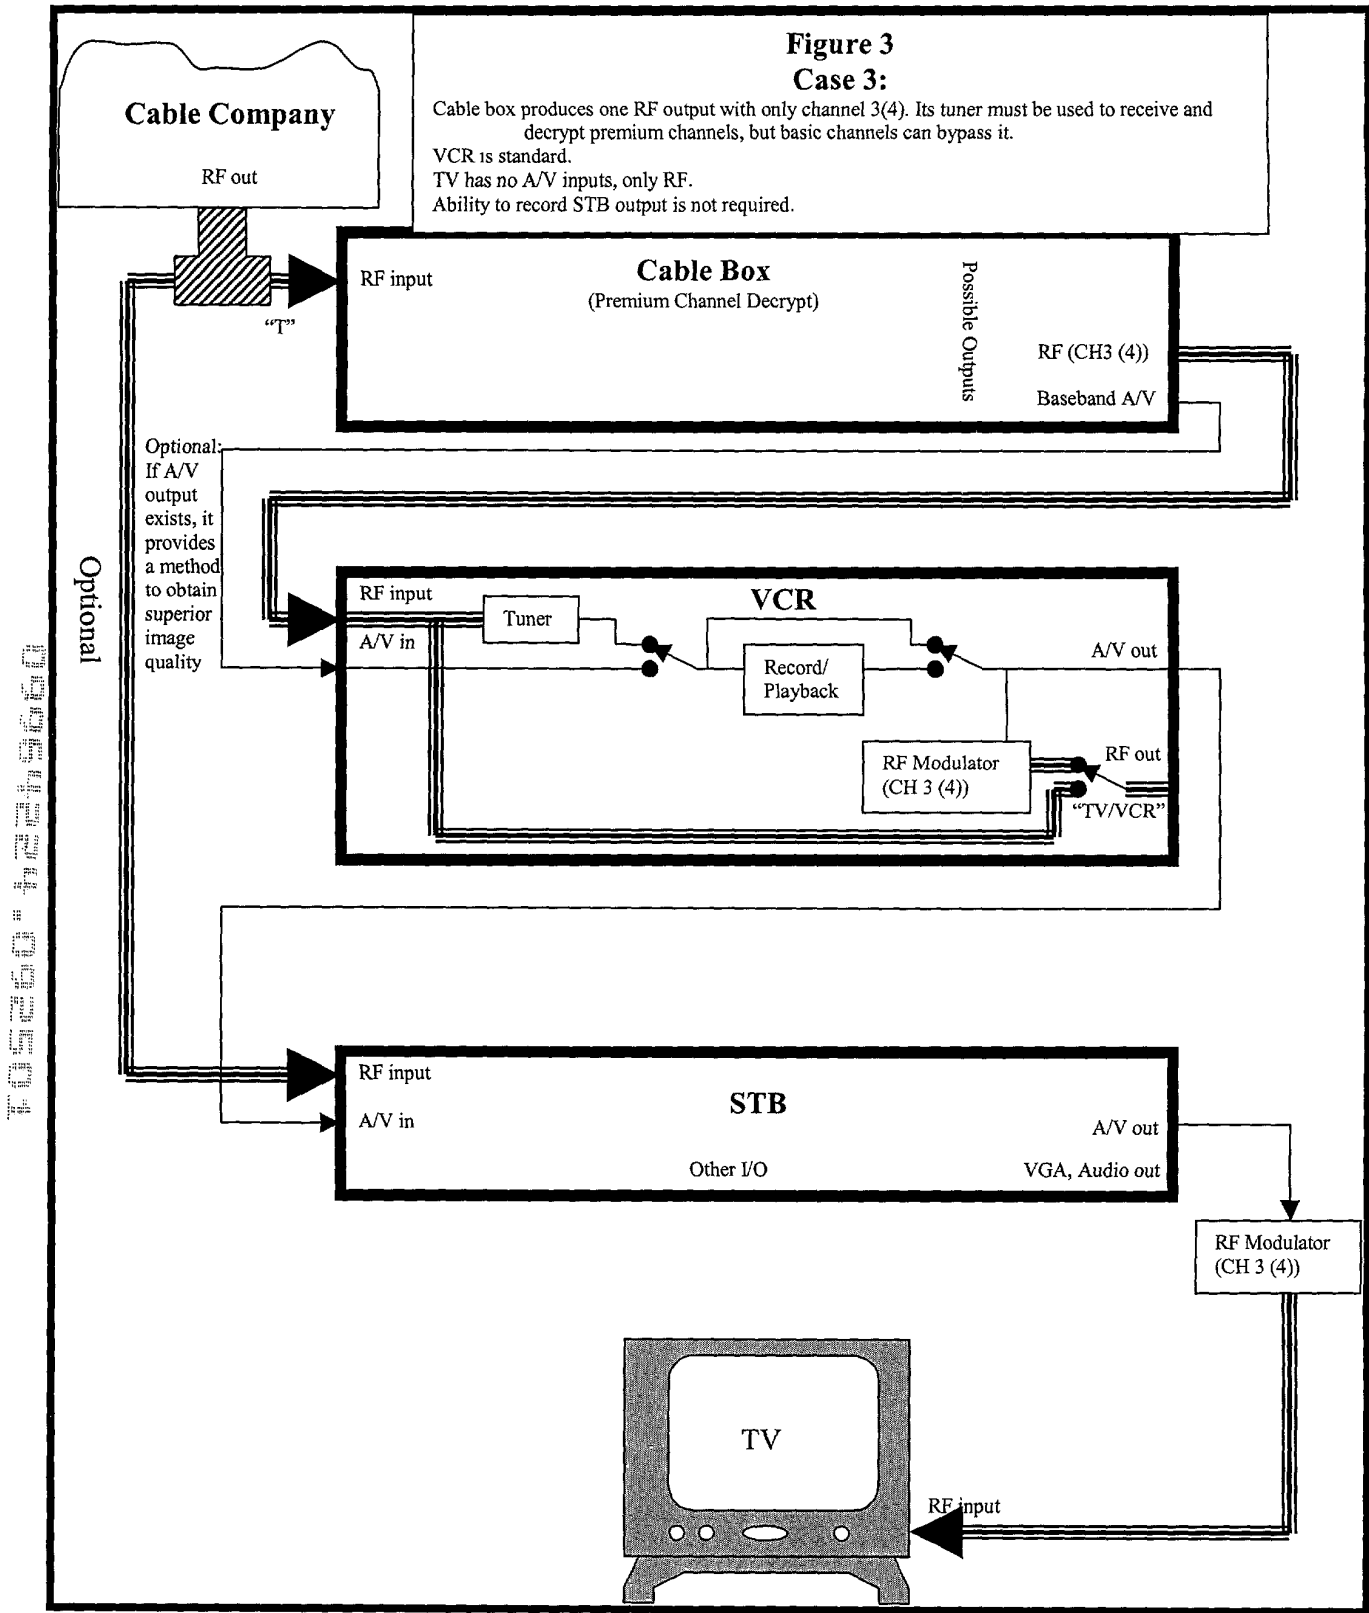 Figure 3
Case 3:
Cable box produces one RF output with only channel 3(4). Its tuner must be used to receive and
decrypt premium channels, but basic channels can bypass it.
VCR is standard.
TV has no A/V inputs, only RF.
Ability to record STB output is not required.
Cable Company
RF out
"T"
RF input
Cable Box
(Premium Channel Decrypt)
Possible Outputs
RF (CH3 (4))
Baseband A/V
Optional:
If A/V
output
exists, it
provides
a method
to obtain
superior
image
quality
Optional
RF input
VCR
A/V in
Tuner
Record/
Playback
A/V out
RF Modulator
(CH 3 (4))
RF out
"TV/VCR"
RF input
STB
A/V in
A/V out
Other I/O
VGA, Audio out
RF Modulator
(CH 3 (4))
TV
RF input